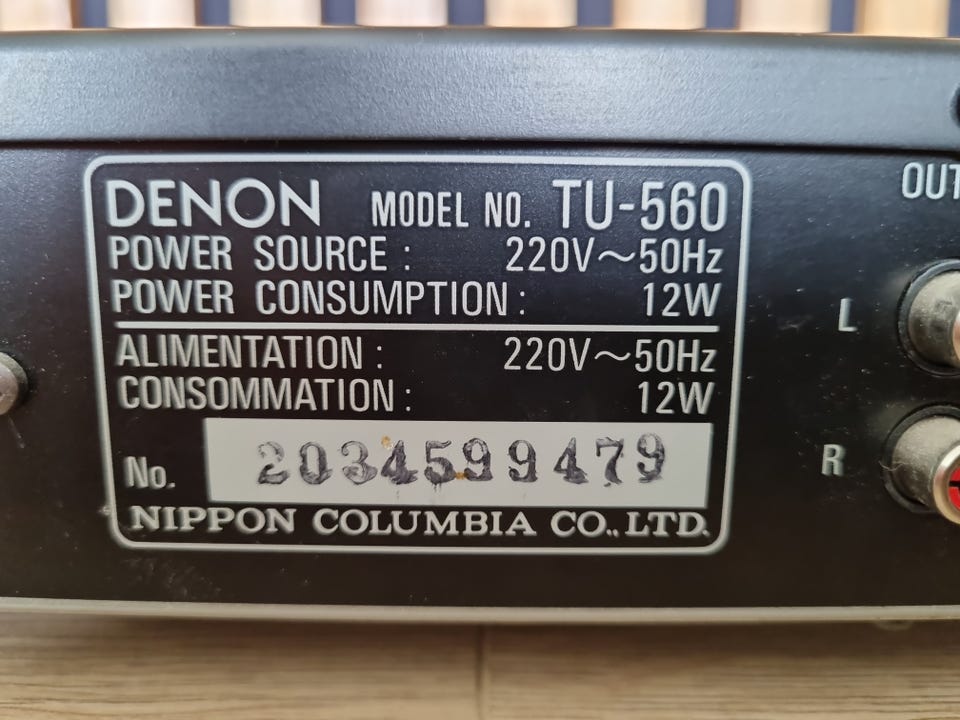 DENON MODEL NO. TU-560
POWER SOURCE : 220V～50Hz
POWER CONSUMPTION : 12W
ALIMENTATION : 220V～50Hz
CONSOMMATION : 12W
No. 2034599479
NIPPON COLUMBIA CO., LTD.
OUT
L
R